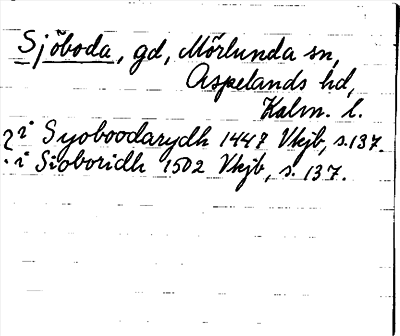 Sjöboda, gd, Mörlunda sn,
Aspelands hd,
Kalm. l.
? i Syoboodarydh 1447 Vkjb, s. 137.
i Sioboridh 1502 Vkjb, s. 137.